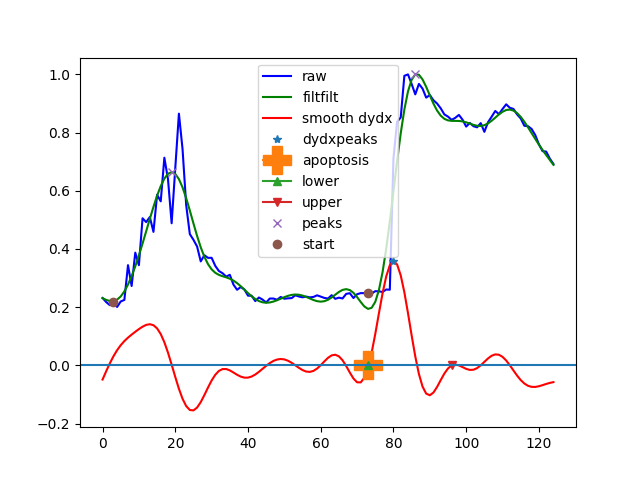 1.0
0.8
0.6
0.4
0.2
0.0
−0.2
0 20 40 60 80 100 120
raw
filtfilt
smooth dydx
dydxpeaks
apoptosis
lower
upper
peaks
start